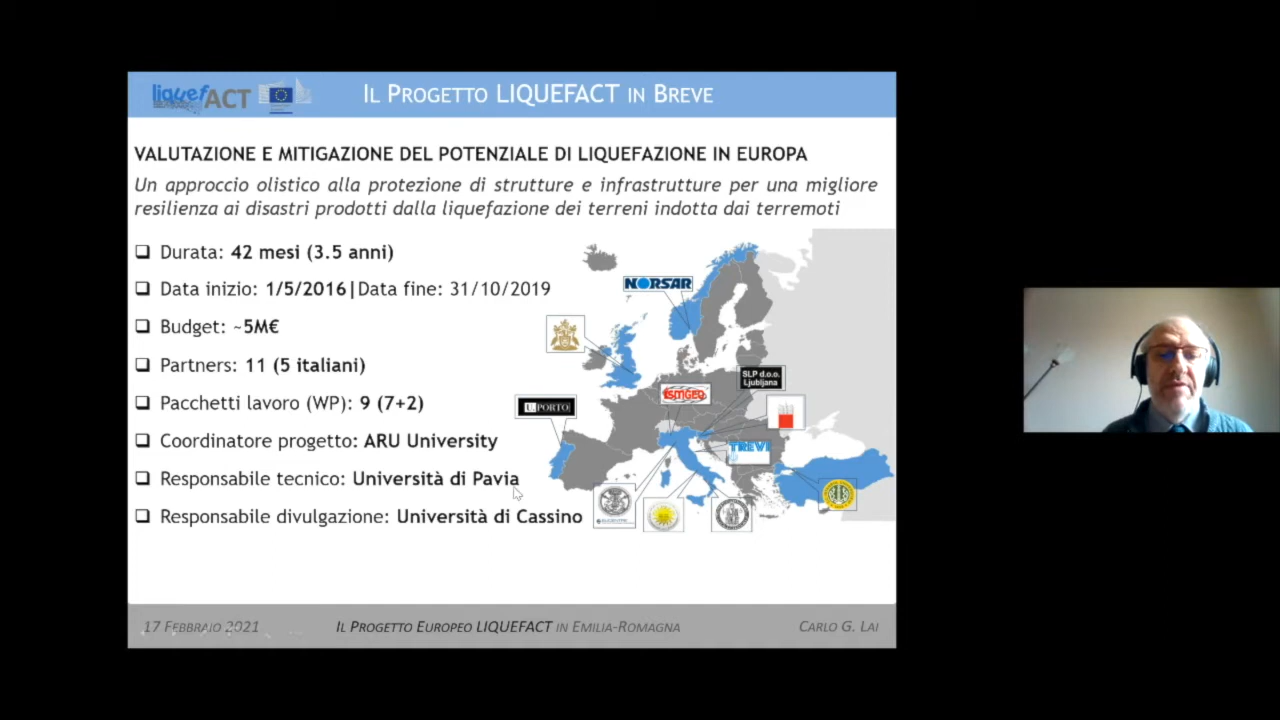 liquefACT
IL PROGETTO LIQUEFACT IN BREVE
VALUTAZIONE E MITIGAZIONE DEL POTENZIALE DI LIQUEFAZIONE IN EUROPA
Un approccio olistico alla protezione di strutture e infrastrutture per una migliore
resilienza ai disastri prodotti dalla liquefazione dei terreni indotta dai terremoti
❑ Durata: 42 mesi (3.5 anni)
❑ Data inizio: 1/5/2016|Data fine: 31/10/2019
❑ Budget: ~5M€
❑ Partners: 11 (5 italiani)
❑ Pacchetti lavoro (WP): 9 (7+2)
❑ Coordinatore progetto: ARU University
❑ Responsabile tecnico: Università di Pavia
❑ Responsabile divulgazione: Università di Cassino
NORSAR
SLP d.o.o.
Ljubljana
ISMGEO
U.PORTO
TREVI
EUCENTRE
17 FEBBRAIO 2021
IL PROGETTO EUROPEO LIQUEFACT IN EMILIA-ROMAGNA
CARLO G. LAI